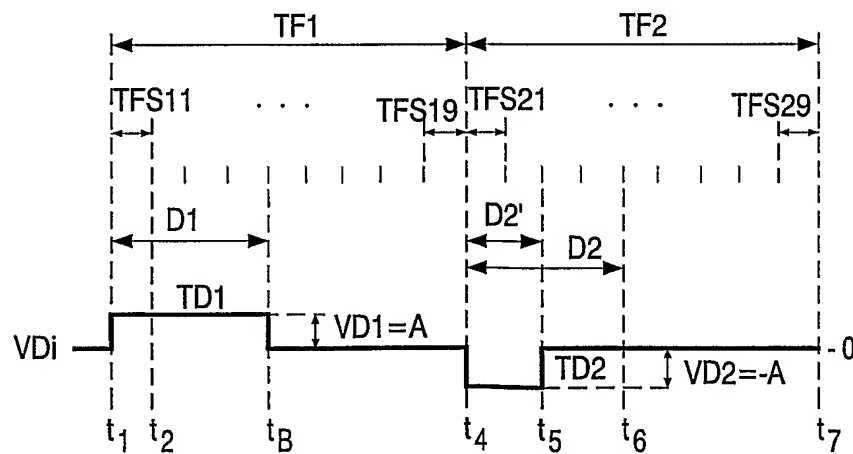 TF1 TF2
TFS11 . . . TFS19 TFS21 . . . TFS29
D1 D2'
D2
TD1
VD1=A
VDi - 0
TD2 VD2=-A
t1 t2 tB t4 t5 t6 t7